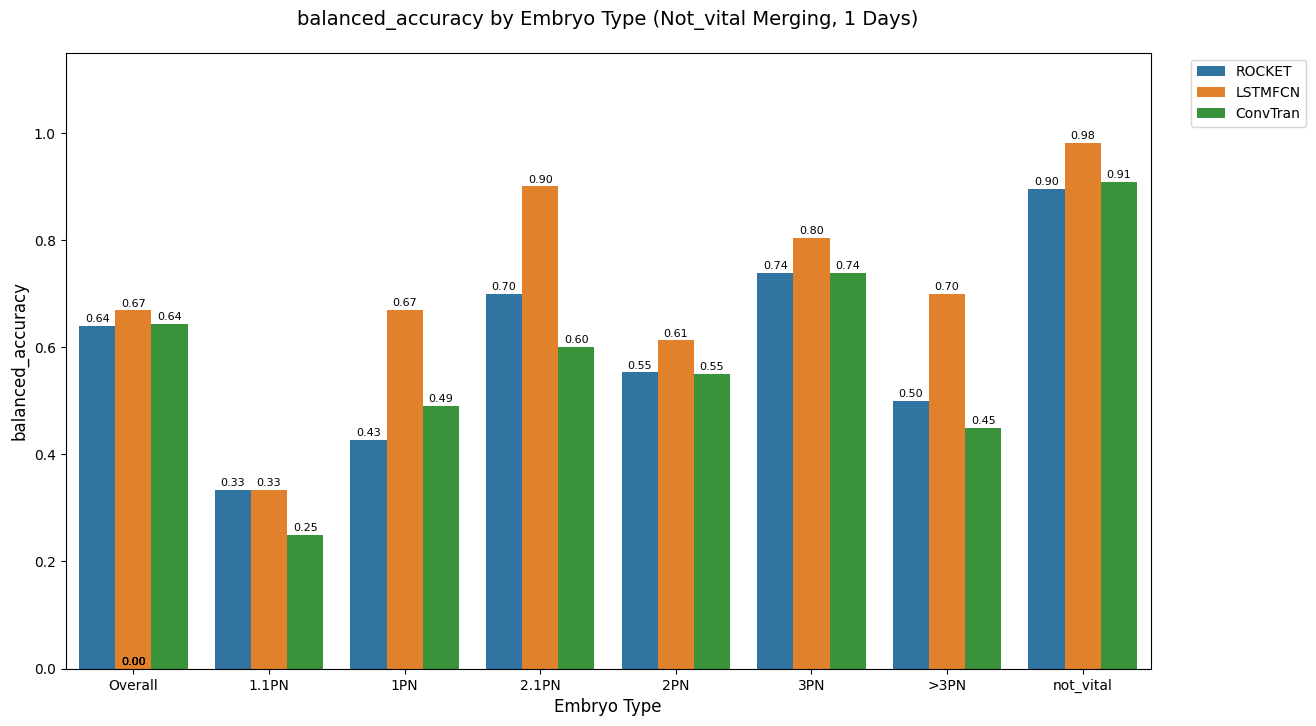 balanced_accuracy by Embryo Type (Not_vital Merging, 1 Days)
ROCKET
LSTMFCN
ConvTran
balanced_accuracy
1.0
0.8
0.6
0.4
0.2
0.0
0.64
0.67
0.64
0.00
0.33
0.33
0.25
0.43
0.67
0.49
0.70
0.90
0.60
0.55
0.61
0.55
0.74
0.80
0.74
0.50
0.70
0.45
0.90
0.98
0.91
Overall
1.1PN
1PN
2.1PN
2PN
3PN
>3PN
not_vital
Embryo Type